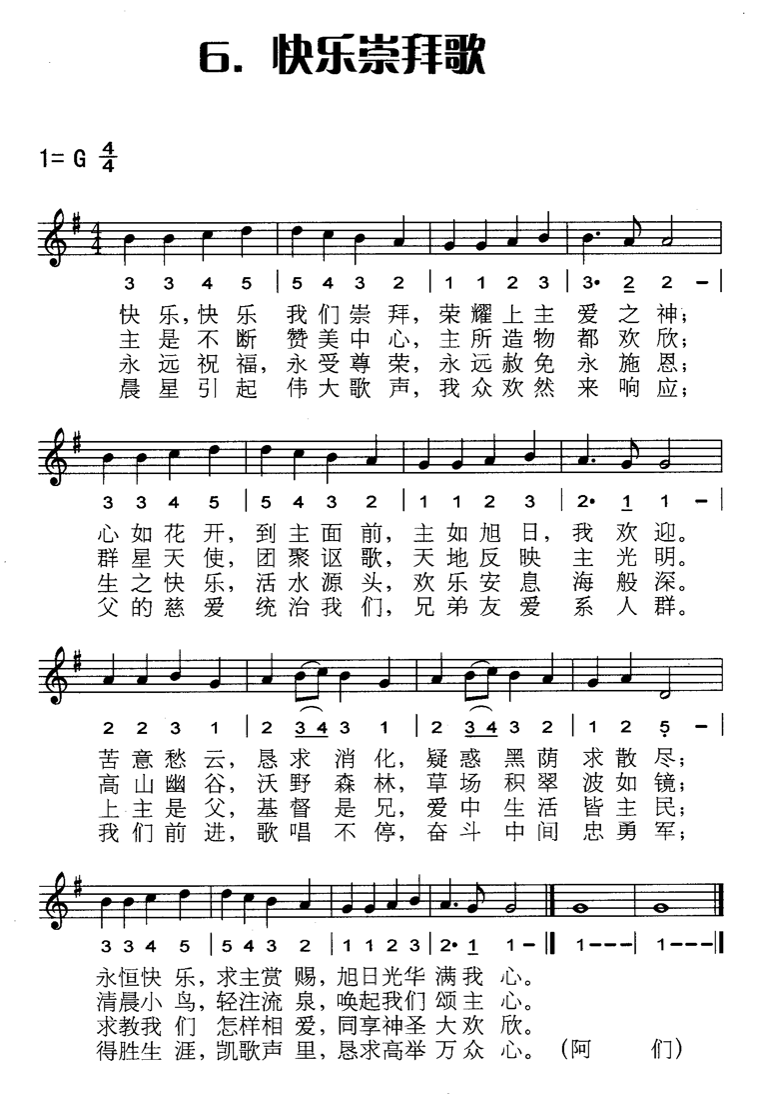 6. 快乐崇拜歌
1= G 4/4
3 3 4 5 | 5 4 3 2 | 1 1 2 3 | 3· 2 2 – |
快乐,快乐 我们崇拜,荣耀上主 爱之神;
主是不断 赞美中心,主所造物 都欢欣;
永远祝福,永受尊荣,永远赦免 永施恩;
晨星引起 伟大歌声,我众欢然 来响应;
3 3 4 5 | 5 4 3 2 | 1 1 2 3 | 2· 1 1 – |
心如花开,到主面前,主如旭日,我欢迎。
群星天使,团聚讴歌,天地反映 主光明。
生之快乐,活水源头,欢乐安息 海般深。
父的慈爱 统治我们,兄弟友爱 系人群。
2 2 3 1 | 2 3 4 3 1 | 2 3 4 3 2 | 1 2 5̣ – |
苦意愁云,恳求消化,疑惑黑荫 求散尽;
高山幽谷,沃野森林,草场积翠 波如镜;
上主是父,基督是兄,爱中生活 皆主民;
我们前进,歌唱不停,奋斗中间 忠勇军;
3 3 4 5 | 5 4 3 2 | 1 1 2 3 | 2· 1 1 – ‖ 1 – – – | 1 – – – ‖
永恒快乐,求主赏赐,旭日光华 满我心。
清晨小鸟,轻注流泉,唤起我们 颂主心。
求教我们 怎样相爱,同享神圣 大欢欣。
得胜生涯,凯歌声里,恳求高举 万众心。(阿 们)